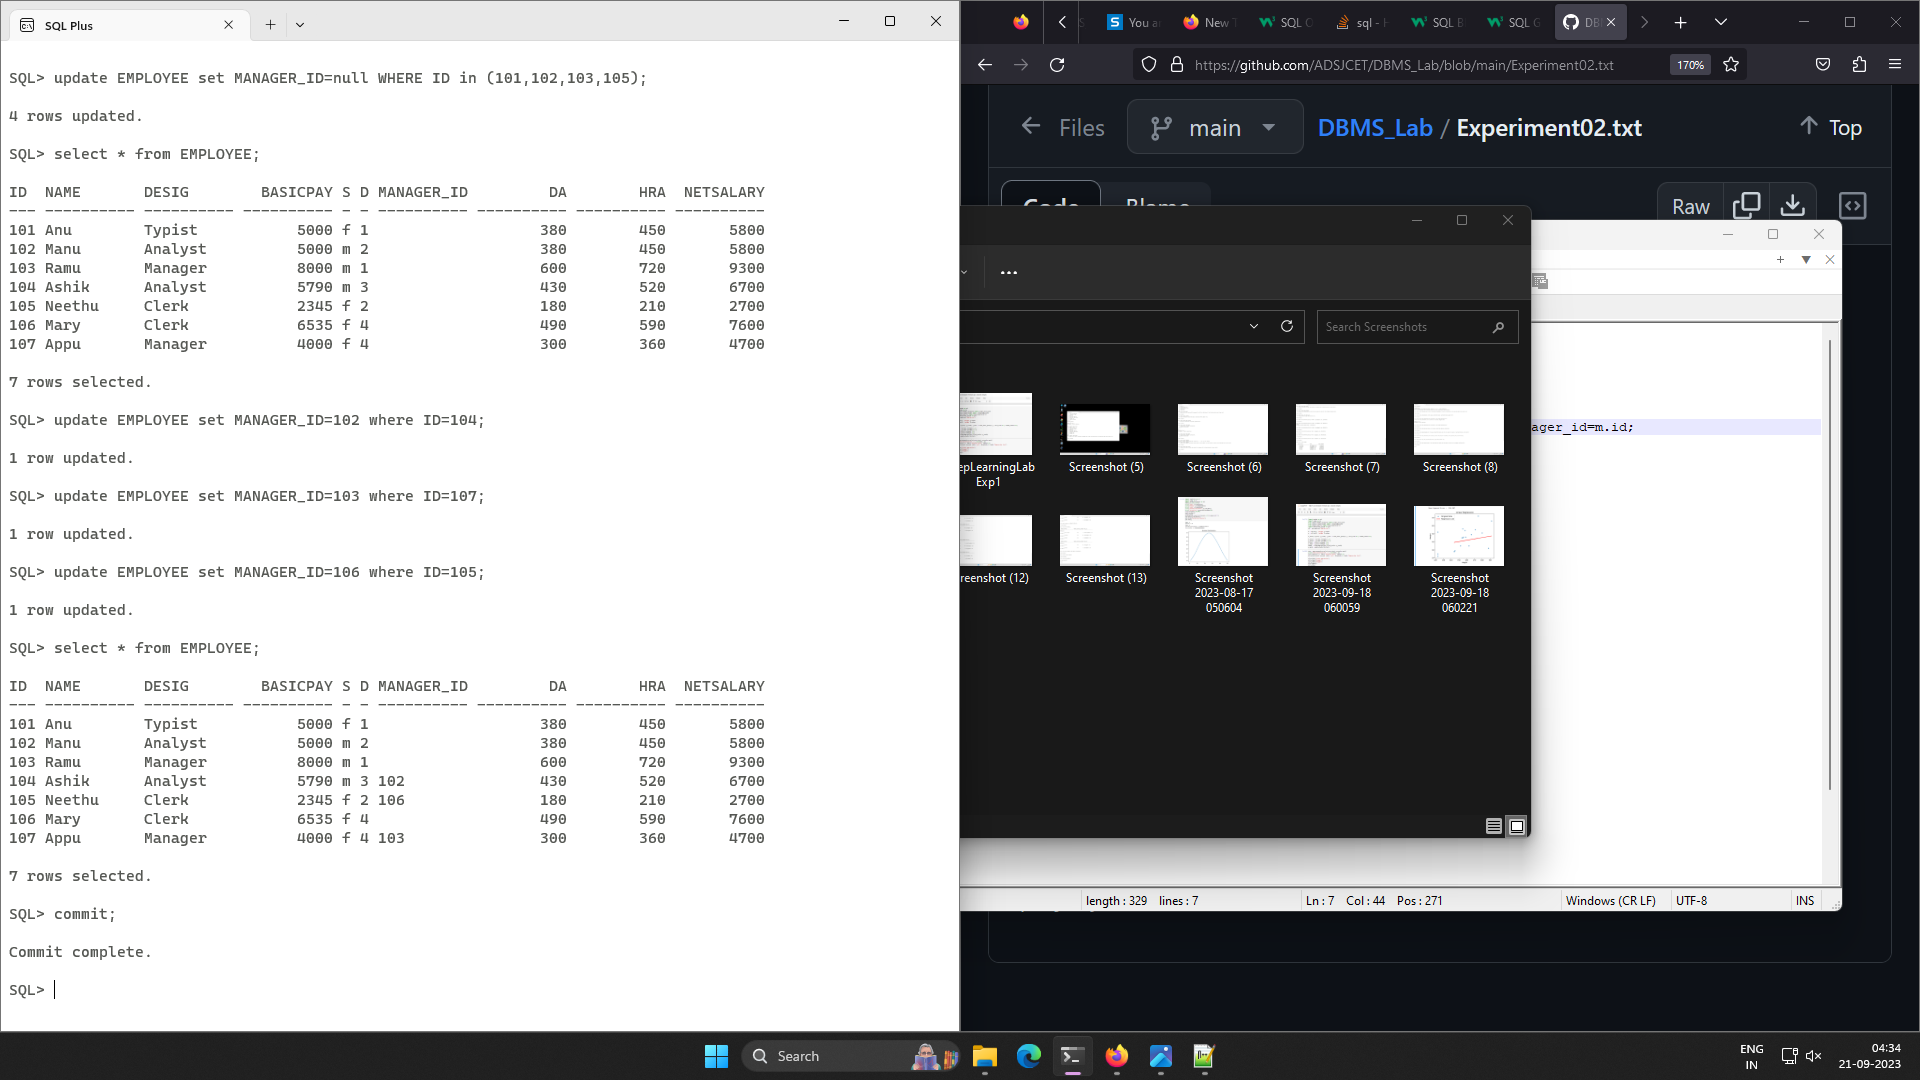 SQL Plus
SQL> update EMPLOYEE set MANAGER_ID=null WHERE ID in (101,102,103,105);
4 rows updated.
SQL> select * from EMPLOYEE;
ID  NAME       DESIG        BASICPAY S D MANAGER_ID         DA        HRA  NETSALARY
--- ---------- ---------- ---------- - - ---------- ---------- ---------- ----------
101 Anu        Typist           5000 f 1                   380        450       5800
102 Manu       Analyst          5000 m 2                   380        450       5800
103 Ramu       Manager          8000 m 1                   600        720       9300
104 Ashik      Analyst          5790 m 3                   430        520       6700
105 Neethu     Clerk            2345 f 2                   180        210       2700
106 Mary       Clerk            6535 f 4                   490        590       7600
107 Appu       Manager          4000 f 4                   300        360       4700
7 rows selected.
SQL> update EMPLOYEE set MANAGER_ID=102 where ID=104;
1 row updated.
SQL> update EMPLOYEE set MANAGER_ID=103 where ID=107;
1 row updated.
SQL> update EMPLOYEE set MANAGER_ID=106 where ID=105;
1 row updated.
SQL> select * from EMPLOYEE;
ID  NAME       DESIG        BASICPAY S D MANAGER_ID         DA        HRA  NETSALARY
--- ---------- ---------- ---------- - - ---------- ---------- ---------- ----------
101 Anu        Typist           5000 f 1                   380        450       5800
102 Manu       Analyst          5000 m 2                   380        450       5800
103 Ramu       Manager          8000 m 1                   600        720       9300
104 Ashik      Analyst          5790 m 3 102               430        520       6700
105 Neethu     Clerk            2345 f 2 106               180        210       2700
106 Mary       Clerk            6535 f 4                   490        590       7600
107 Appu       Manager          4000 f 4 103               300        360       4700
7 rows selected.
SQL> commit;
Commit complete.
SQL>
You a New T SQL O sql - H SQL B SQL G DB
https://github.com/ADSJCET/DBMS_Lab/blob/main/Experiment02.txt 170%
Files main DBMS_Lab / Experiment02.txt Top
Code Blame Raw
Search Screenshots
epLearningLab
Exp1
Screenshot (5) Screenshot (6) Screenshot (7) Screenshot (8)
reenshot (12) Screenshot (13)
Screenshot
2023-08-17
050604
Screenshot
2023-09-18
060059
Screenshot
2023-09-18
060221
ager_id=m.id;
length : 329 lines : 7 Ln : 7 Col : 44 Pos : 271 Windows (CR LF) UTF-8 INS
Search
ENG
IN
04:34
21-09-2023